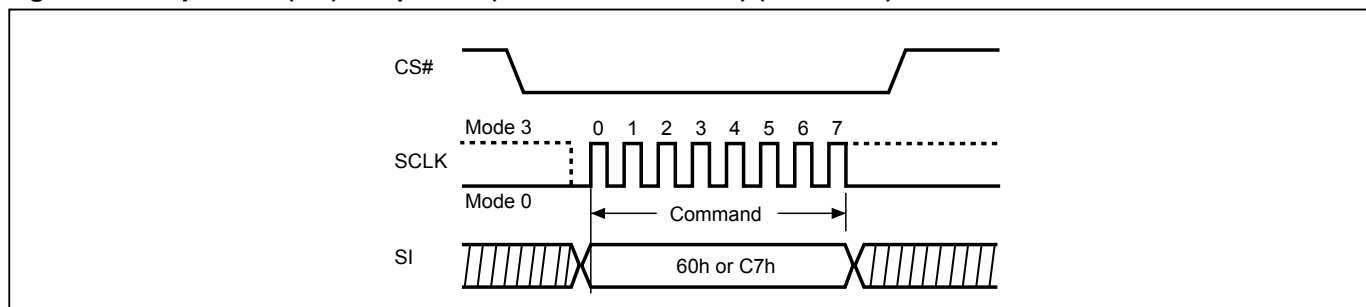 CS#
Mode 3
0 1 2 3 4 5 6 7
SCLK
Mode 0
Command
SI
60h or C7h